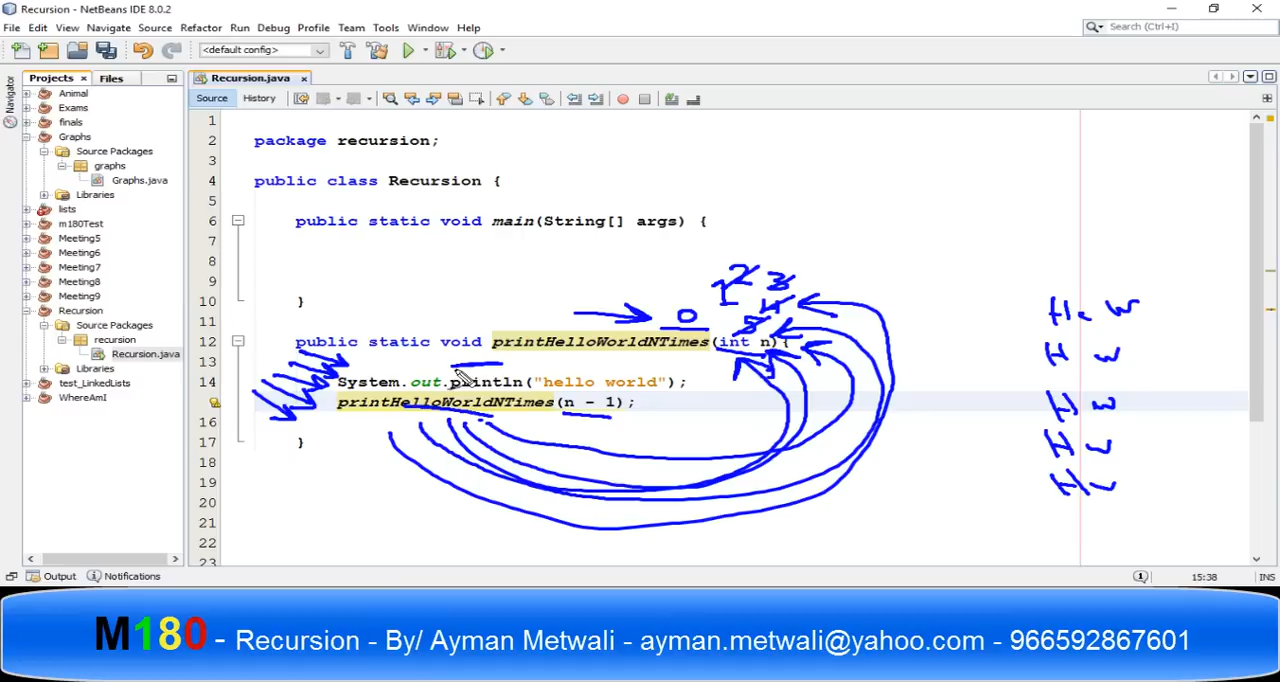 Recursion - NetBeans IDE 8.0.2
File Edit View Navigate Source Refactor Run Debug Profile Team Tools Window Help
Search (Ctrl+I)
<default config>
Projects x Files
Recursion.java x
Navigator
Source History
Animal
Exams
finals
Graphs
Source Packages
graphs
Graphs.java
Libraries
lists
m180Test
Meeting5
Meeting6
Meeting7
Meeting8
Meeting9
Recursion
Source Packages
recursion
Recursion.java
Libraries
test_LinkedLists
WhereAmI
1
2 package recursion;
3
4 public class Recursion {
5
6 public static void main(String[] args) {
7
8
9
10 }
11
12 public static void printHelloWorldNTimes(int n){
13
14 System.out.println("hello world");
printHelloWorldNTimes(n - 1);
16
17 }
18
19
20
21
22
23
1 2 3
4
0 5
He W
H W
H W
H W
H W
Output Notifications
1 15:38 INS
M180 - Recursion - By/ Ayman Metwali - ayman.metwali@yahoo.com - 966592867601